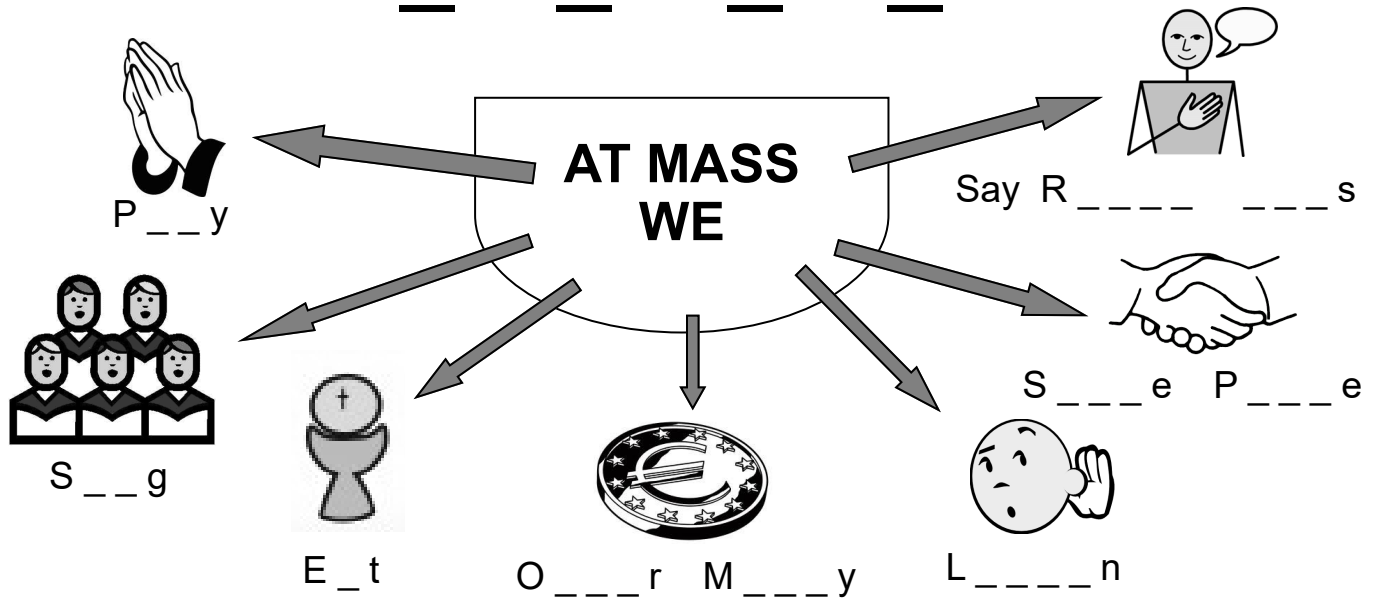 AT MASS
WE
P _ _ y
Say R _ _ _ _ _ _ _ s
S _ _ _ e P _ _ _ e
S _ _ g
E _ t
O _ _ _ r M _ _ _ y
L _ _ _ _ n